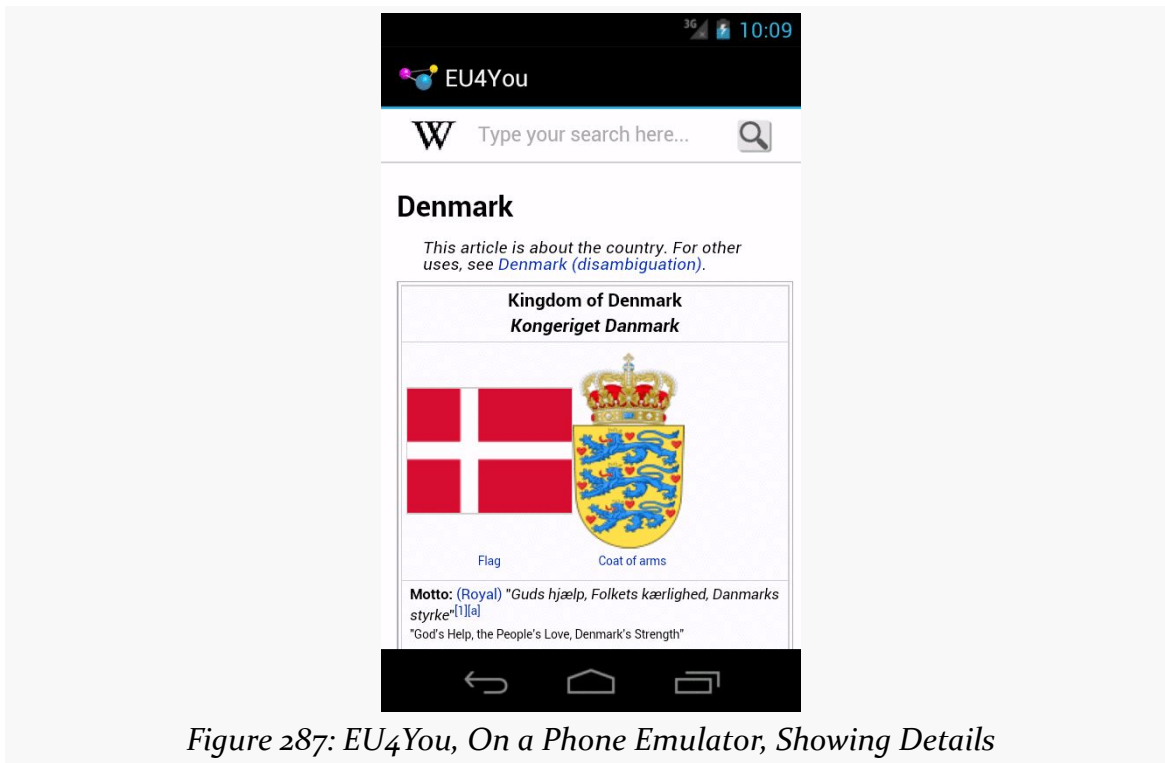 3G 10:09
EU4You
W Type your search here...
Denmark
This article is about the country. For other
uses, see Denmark (disambiguation).
Kingdom of Denmark
Kongeriget Danmark
Flag Coat of arms
Motto: (Royal) "Guds hjælp, Folkets kærlighed, Danmarks
styrke"[1][a]
"God's Help, the People's Love, Denmark's Strength"
Figure 287: EU4You, On a Phone Emulator, Showing Details